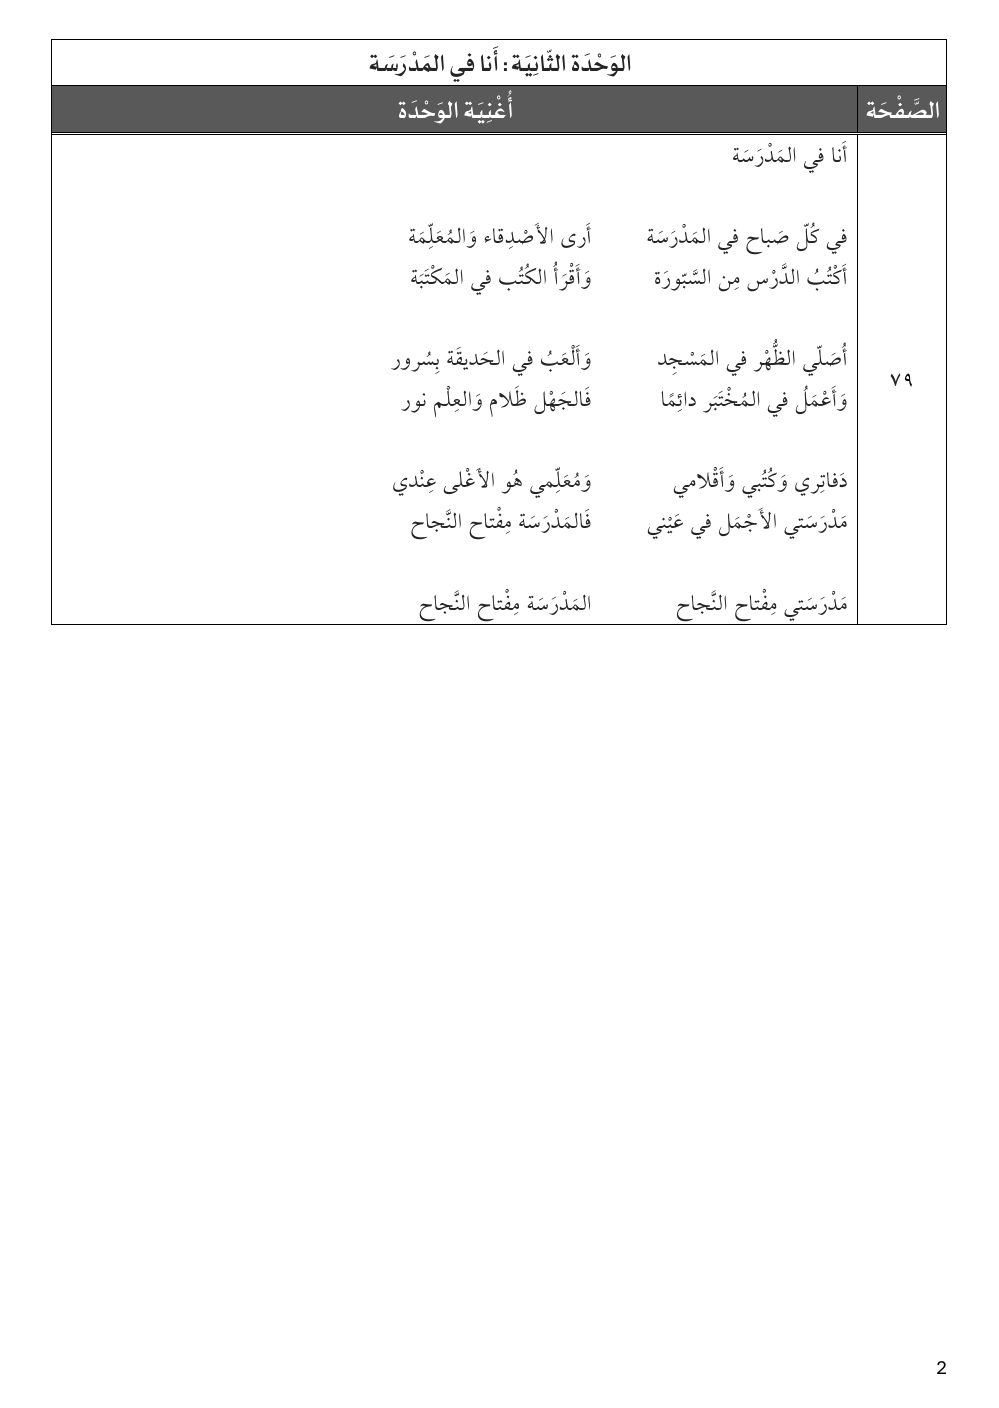 الوَحْدَة الثّانِيَة: أَنا في المَدْرَسَة
الصَّفْحَة أُغْنِيَة الوَحْدَة
أَنا في المَدْرَسَة
في كُلّ صَباح في المَدْرَسَة أَرى الأَصْدِقاء وَالمُعَلِّمَة
أَكْتُبُ الدَّرْس مِن السَّبّورَة وَأَقْرَأُ الكُتُب في المَكْتَبَة
أُصَلّي الظُّهْر في المَسْجِد وَأَلْعَبُ في الحَديقَة بِسُرور
٧٩
وَأَعْمَلُ في المُخْتَبَر دائِمًا فَالجَهْل ظَلام وَالعِلْم نور
دَفاتِري وَكُتُبي وَأَقْلامي وَمُعَلِّمي هُو الأَغْلى عِنْدي
مَدْرَسَتي الأَجْمَل في عَيْني فَالمَدْرَسَة مِفْتاح النَّجاح
مَدْرَسَتي مِفْتاح النَّجاح المَدْرَسَة مِفْتاح النَّجاح
2